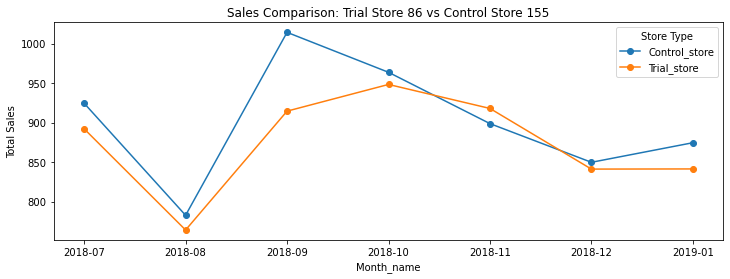 Sales Comparison: Trial Store 86 vs Control Store 155
Store Type
Control_store
Trial_store
Total Sales
1000
950
900
850
800
2018-07 2018-08 2018-09 2018-10 2018-11 2018-12 2019-01
Month_name